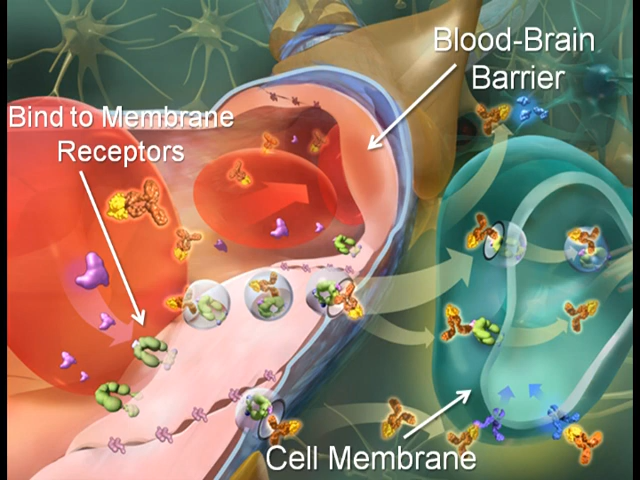 Blood-Brain
Barrier
Bind to Membrane
Receptors
Cell Membrane